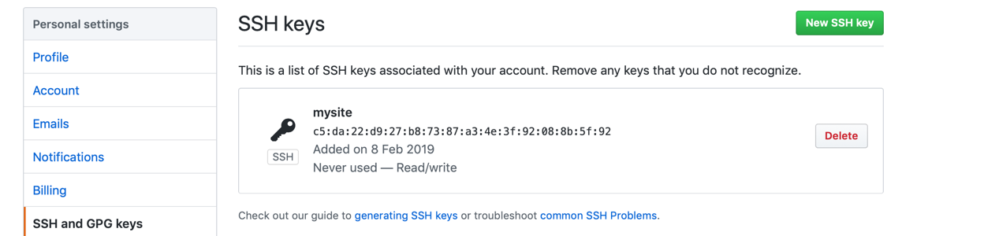 Personal settings
Profile
Account
Emails
Notifications
Billing
SSH and GPG keys
SSH keys
New SSH key
This is a list of SSH keys associated with your account. Remove any keys that you do not recognize.
mysite
c5:da:22:d9:27:b8:73:87:a3:4e:3f:92:08:8b:5f:92
Added on 8 Feb 2019
Never used — Read/write
SSH
Delete
Check out our guide to generating SSH keys or troubleshoot common SSH Problems.